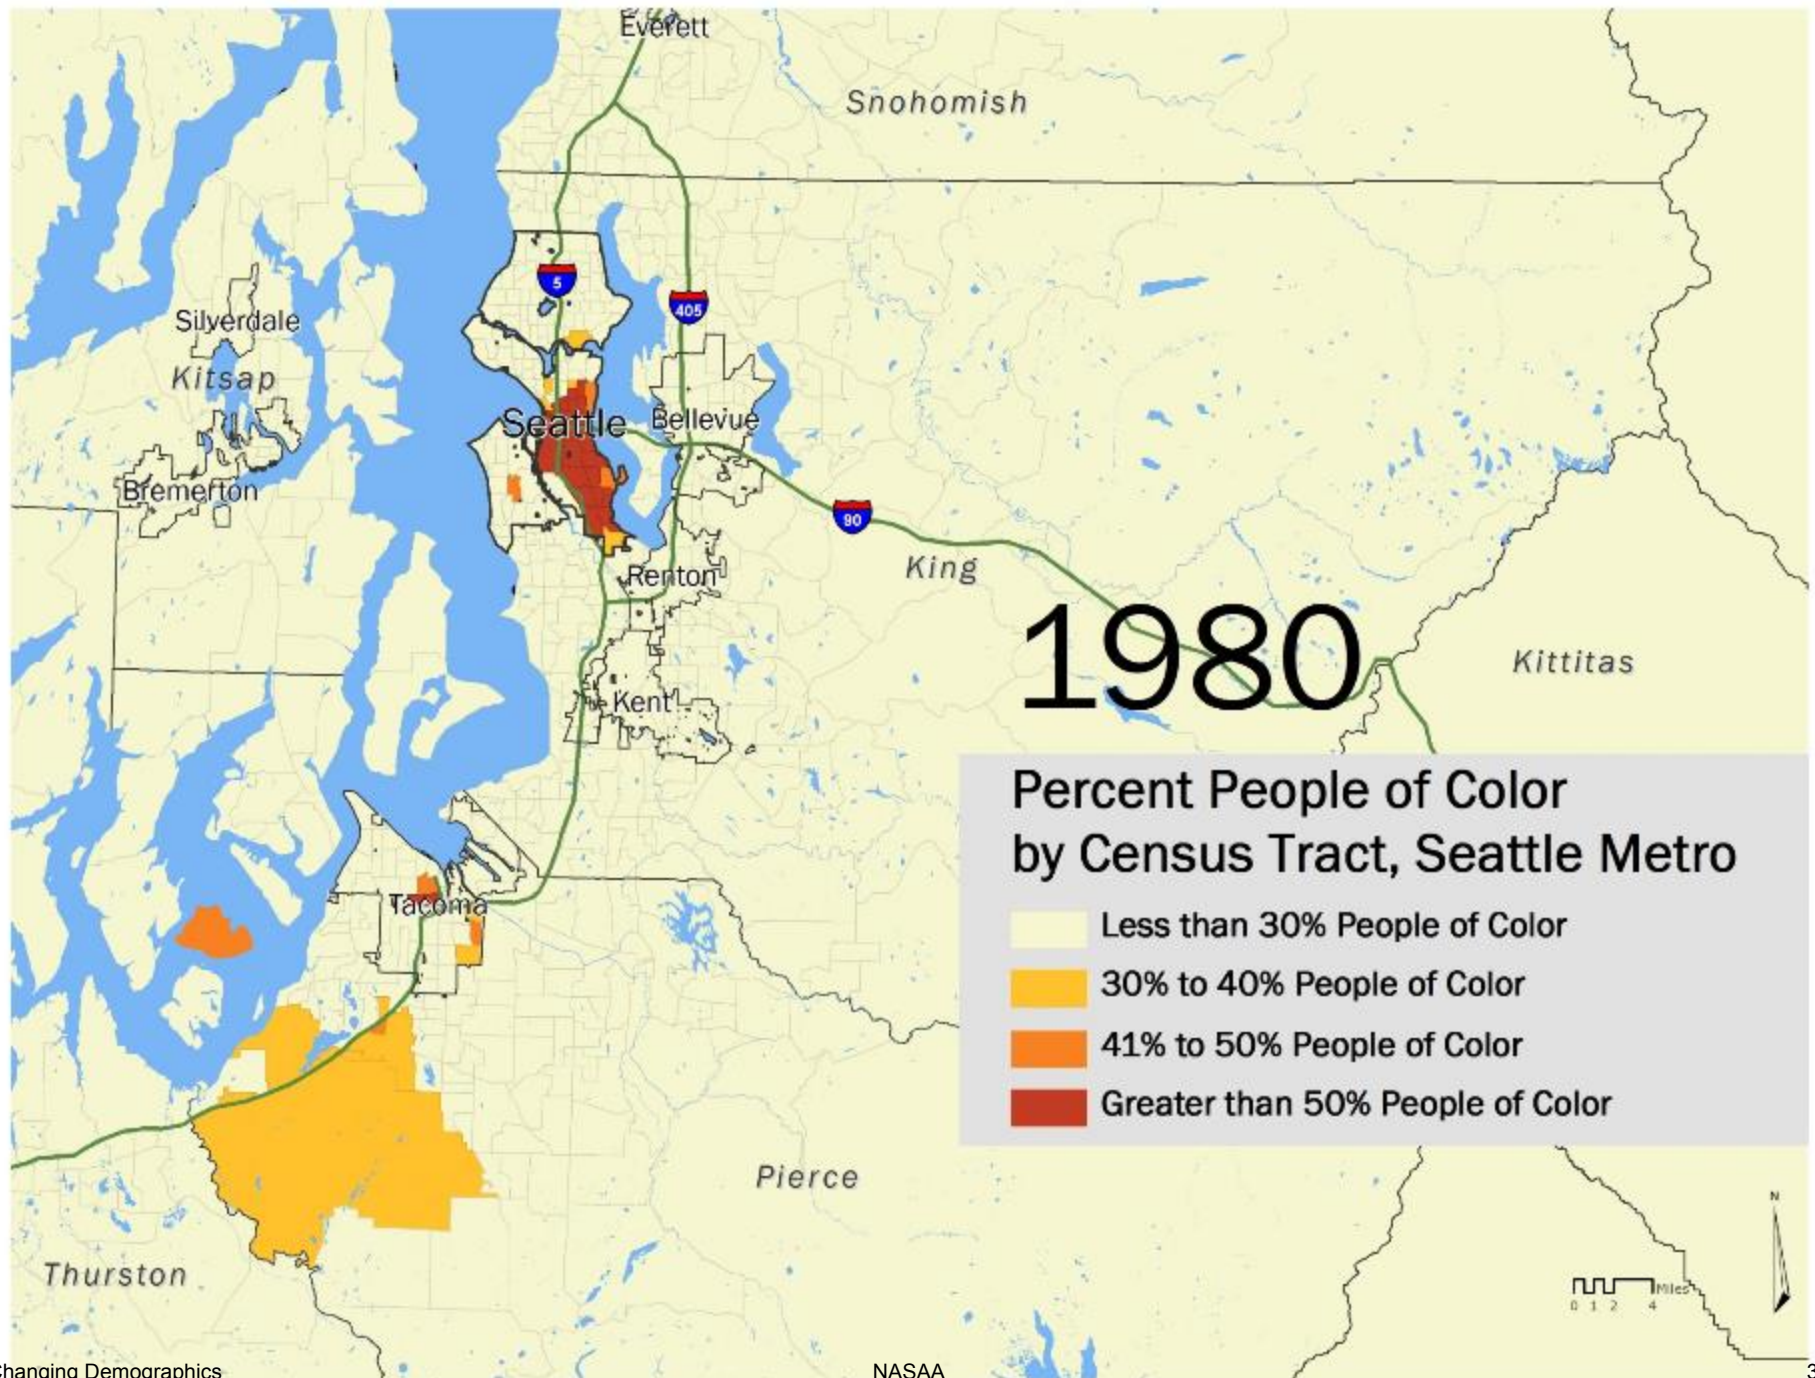 Everett
Snohomish
5
405
Silverdale
Kitsap
Seattle
Bellevue
Bremerton
90
King
Renton
1980
Kittitas
Kent
Percent People of Color
by Census Tract, Seattle Metro
Less than 30% People of Color
30% to 40% People of Color
41% to 50% People of Color
Greater than 50% People of Color
Tacoma
Pierce
N
Thurston
Miles
0 1 2 4
Changing Demographics
NASAA
3